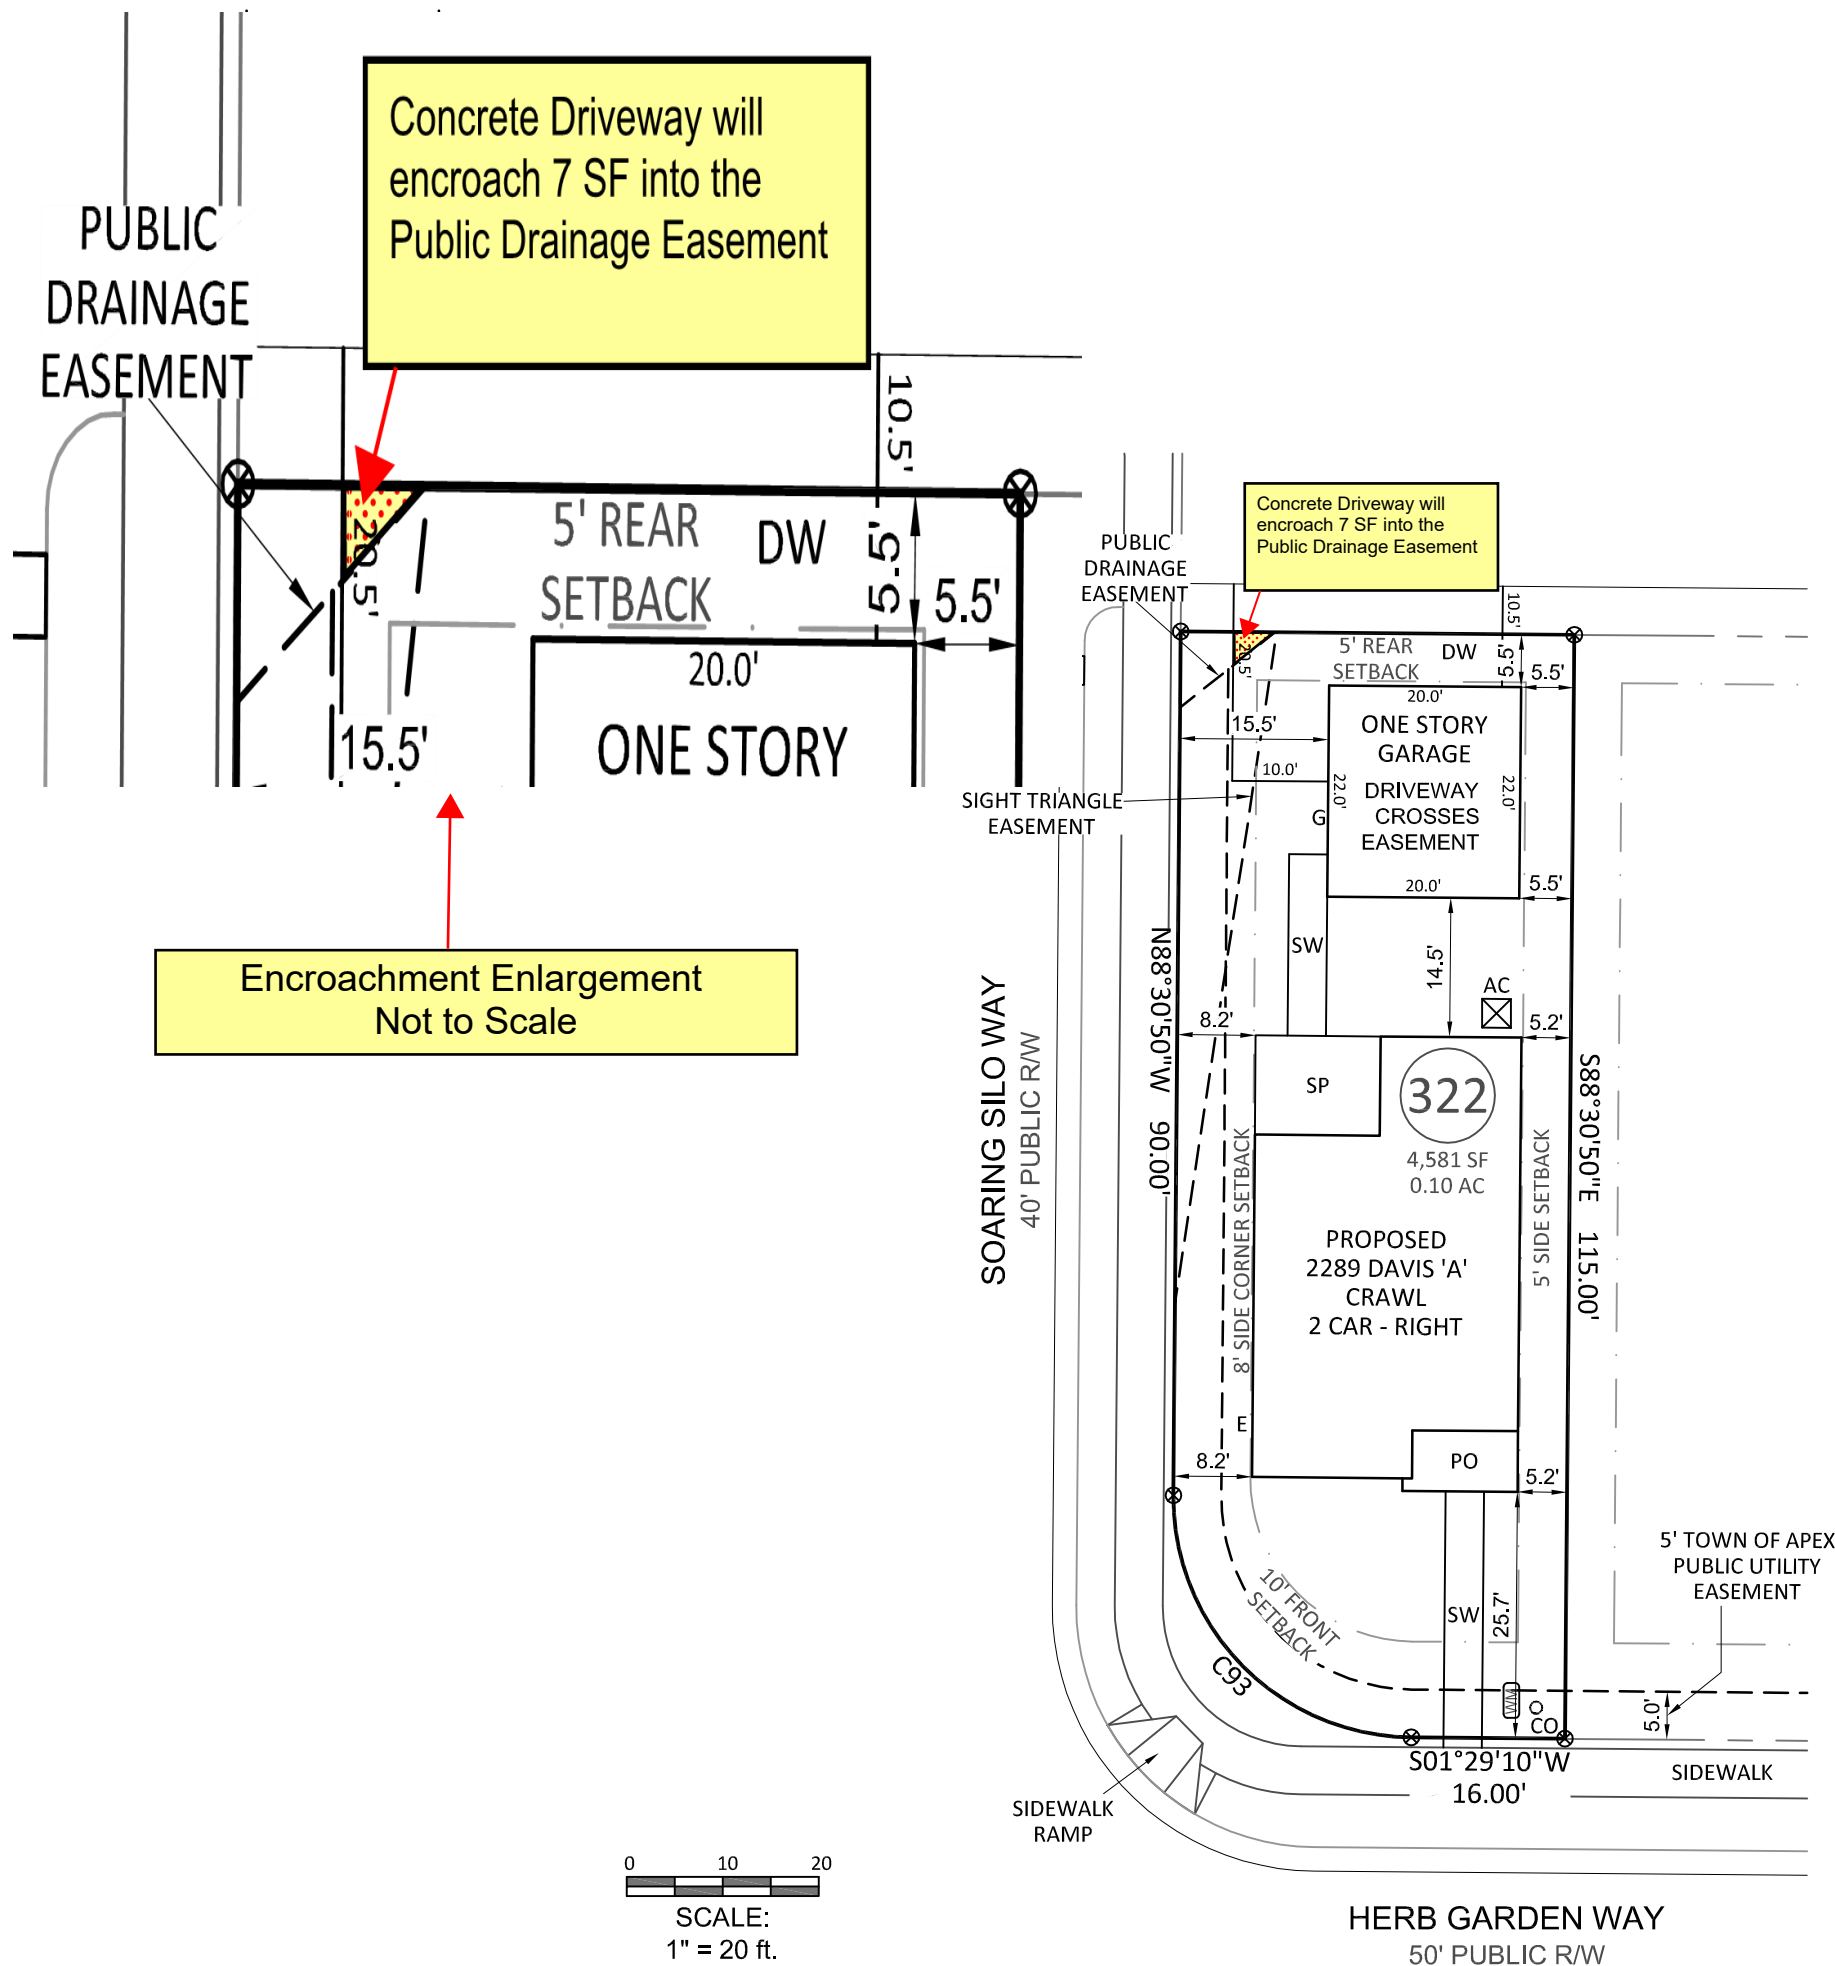 Concrete Driveway will
encroach 7 SF into the
Public Drainage Easement
PUBLIC
DRAINAGE
EASEMENT
10.5'
20.5'
5' REAR
SETBACK
DW
5.5'
5.5'
20.0'
15.5'
ONE STORY
Encroachment Enlargement
Not to Scale
Concrete Driveway will
encroach 7 SF into the
Public Drainage Easement
PUBLIC
DRAINAGE
EASEMENT
10.5'
20.5'
5' REAR
SETBACK
DW
5.5'
5.5'
20.0'
15.5'
ONE STORY
GARAGE
10.0'
22.0'
22.0'
DRIVEWAY
CROSSES
EASEMENT
SIGHT TRIANGLE
EASEMENT
G
20.0'
5.5'
SW
14.5'
AC
8.2'
5.2'
N88°30'50"W 90.00'
SOARING SILO WAY
40' PUBLIC R/W
SP
322
4,581 SF
0.10 AC
S88°30'50"E 115.00'
8' SIDE CORNER SETBACK
5' SIDE SETBACK
PROPOSED
2289 DAVIS 'A'
CRAWL
2 CAR - RIGHT
E
8.2'
PO
5.2'
5' TOWN OF APEX
PUBLIC UTILITY
EASEMENT
10' FRONT
SETBACK
SW
25.7'
C93
WM
CO
5.0'
S01°29'10"W
16.00'
SIDEWALK
SIDEWALK
RAMP
0 10 20
SCALE:
1" = 20 ft.
HERB GARDEN WAY
50' PUBLIC R/W